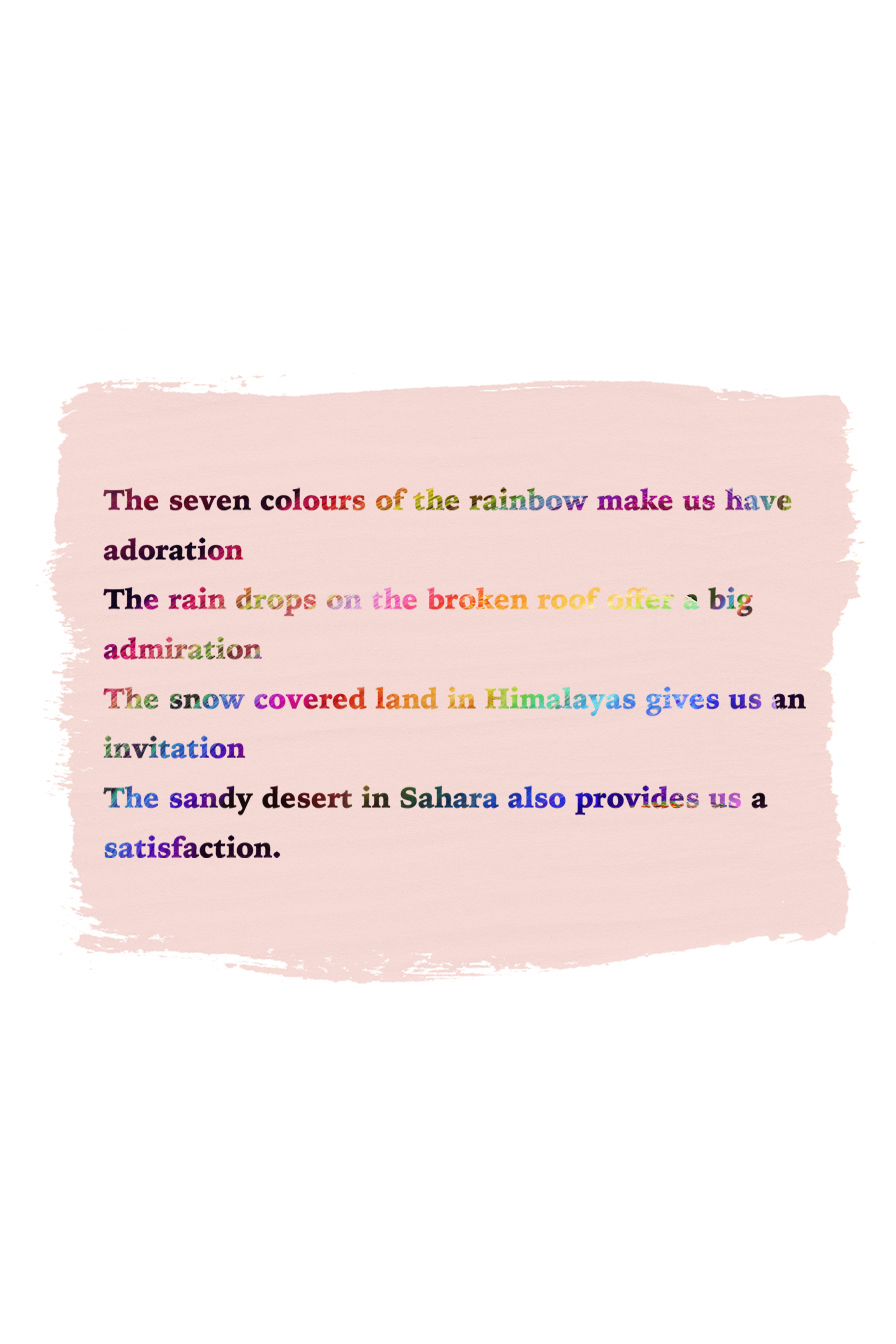 The seven colours of the rainbow make us have
adoration
The rain drops on the broken roof offer a big
admiration
The snow covered land in Himalayas gives us an
invitation
The sandy desert in Sahara also provides us a
satisfaction.